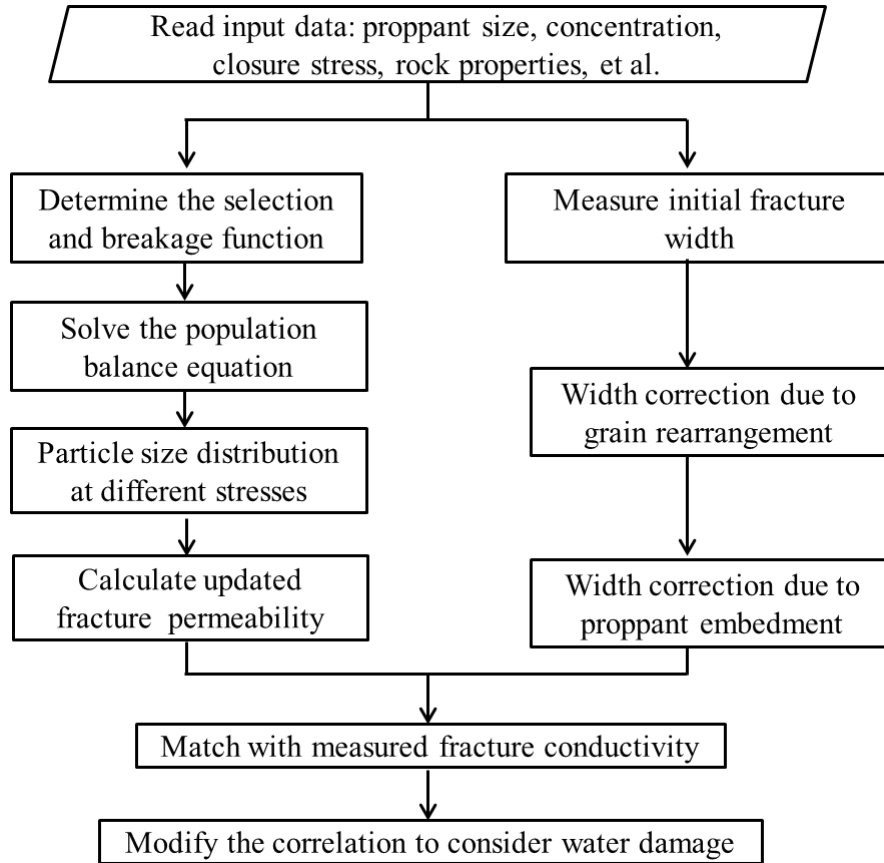 Read input data: proppant size, concentration,
closure stress, rock properties, et al.
Determine the selection
and breakage function
Solve the population
balance equation
Particle size distribution
at different stresses
Calculate updated
fracture permeability
Measure initial fracture
width
Width correction due to
grain rearrangement
Width correction due to
proppant embedment
Match with measured fracture conductivity
Modify the correlation to consider water damage